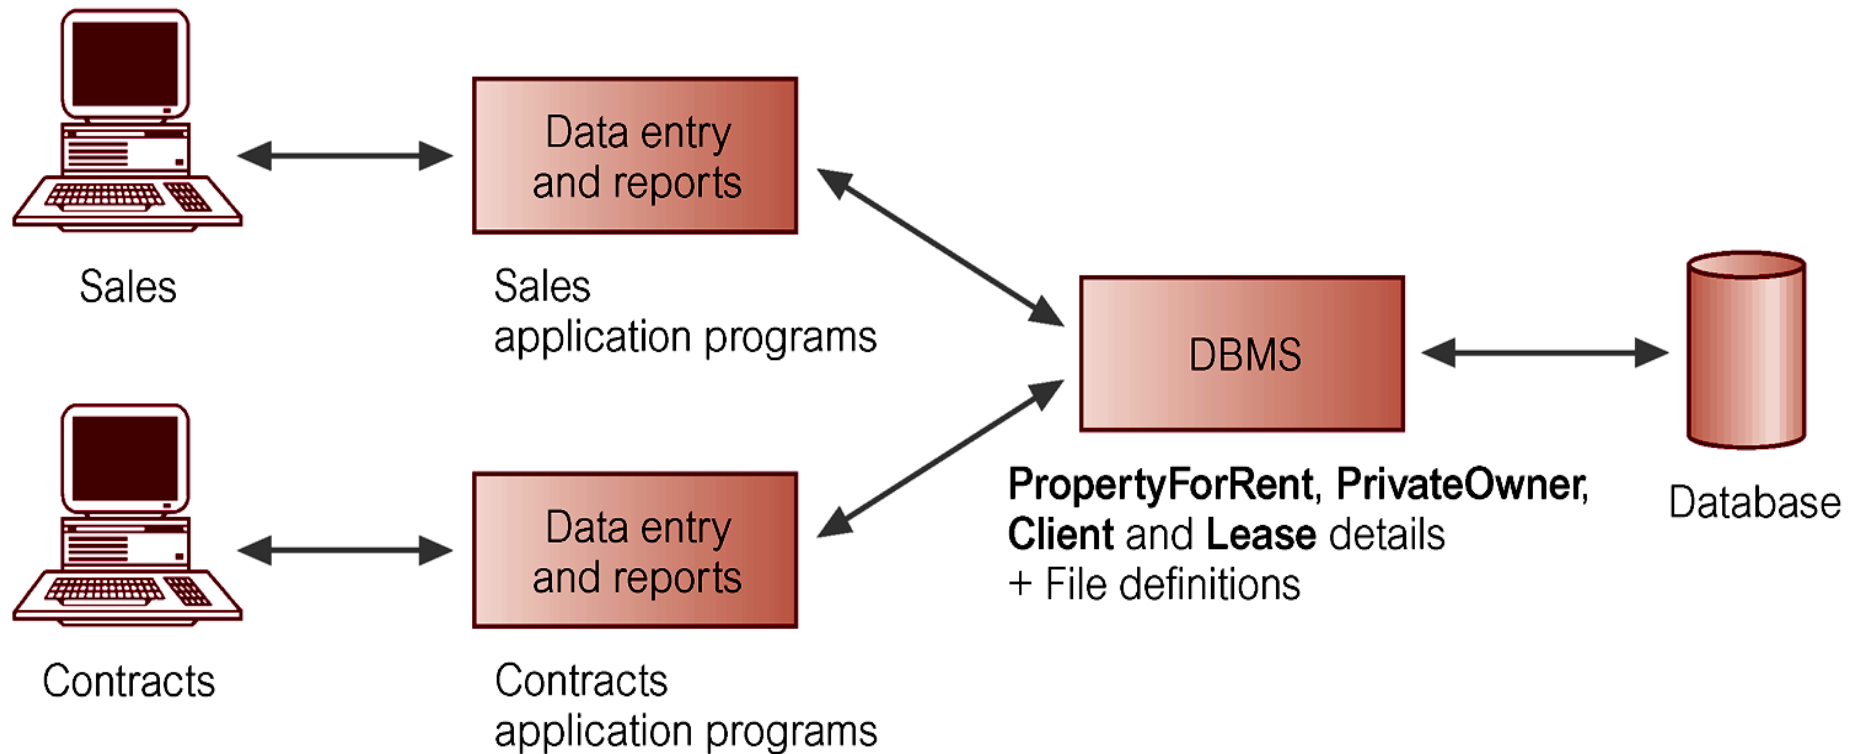 Data entry
and reports
Sales
Sales
application programs
DBMS
PropertyForRent, PrivateOwner,
Client and Lease details
+ File definitions
Database
Data entry
and reports
Contracts
Contracts
application programs